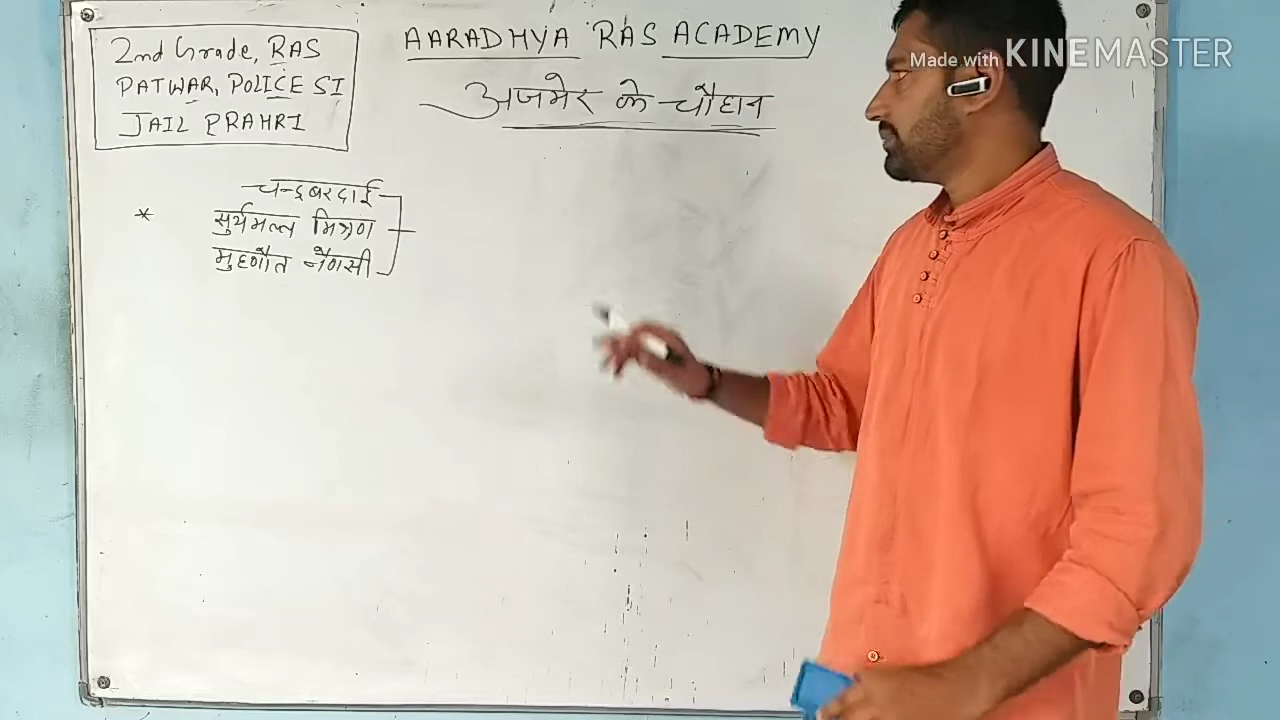 2nd Grade, RAS
PATWAR, POLICE SI
JAIL PRAHRI
AARADHYA RAS ACADEMY
अजमेर के चौहान
Made with KINEMASTER
* चन्द्रबरदाई
सुर्यमल्ल मिश्रण
मुहणौत नैणसी